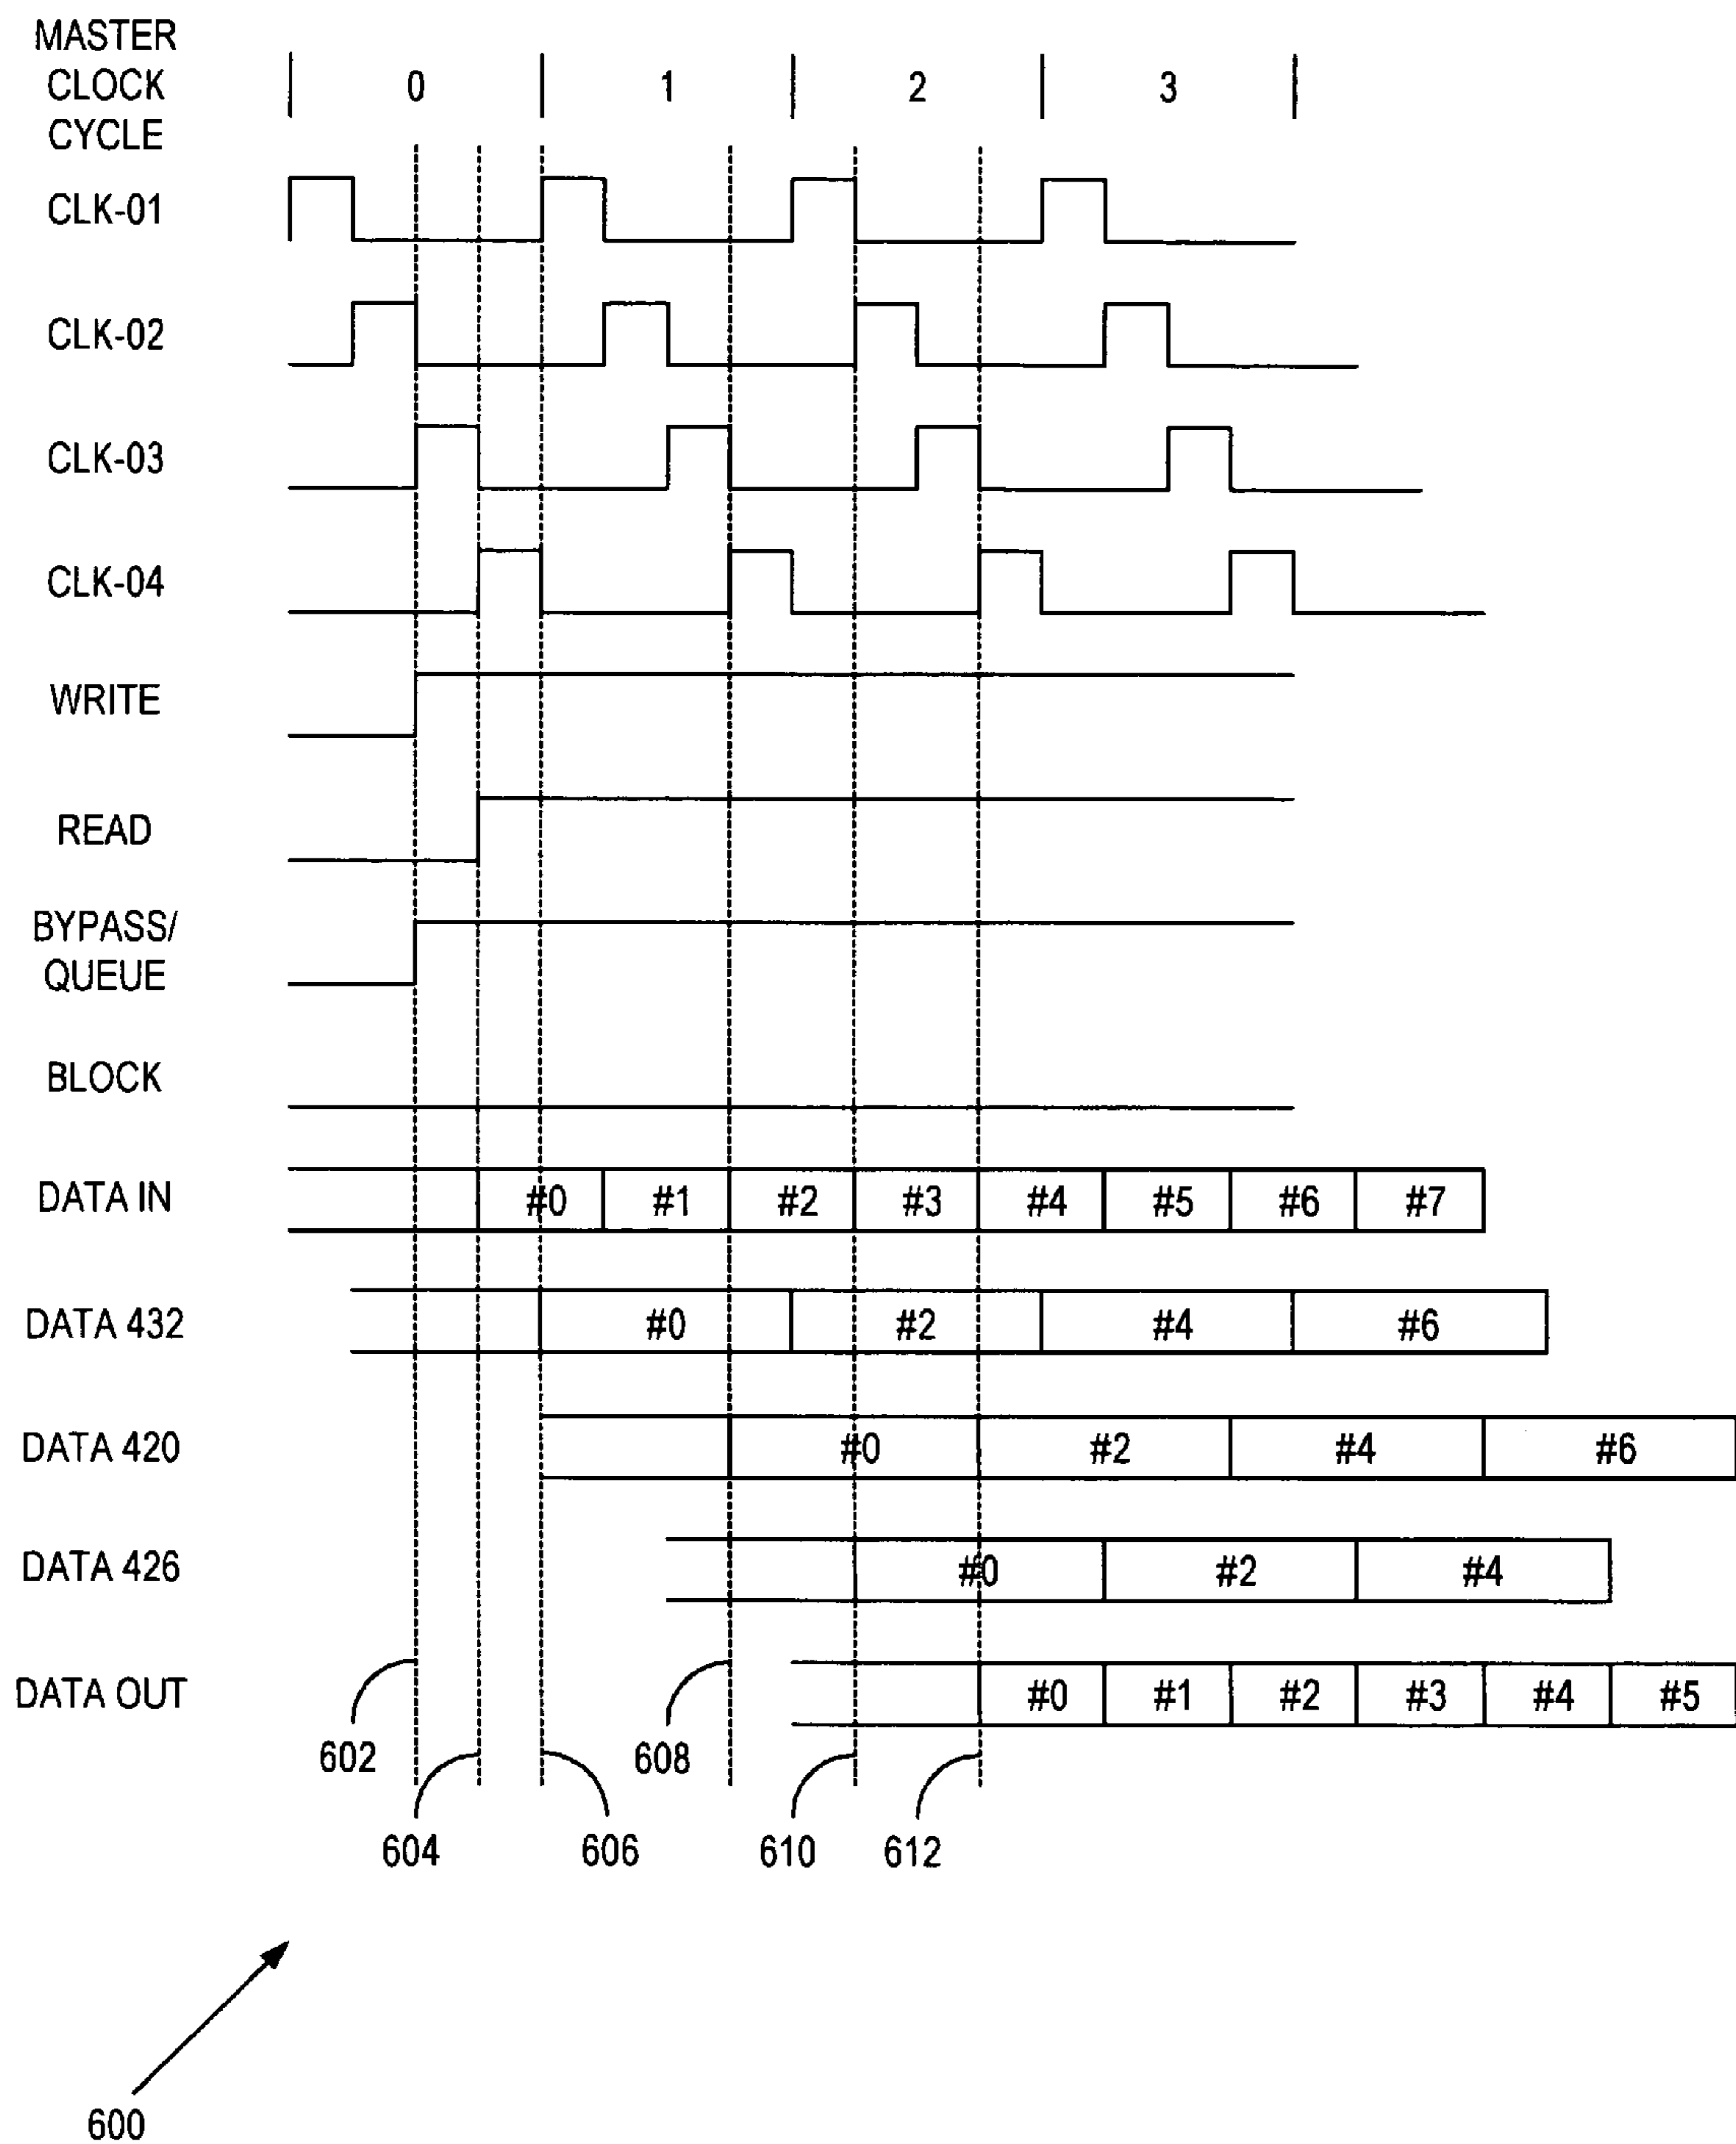 MASTER
CLOCK
CYCLE
0 1 2 3
CLK-01
CLK-02
CLK-03
CLK-04
WRITE
READ
BYPASS/
QUEUE
BLOCK
DATA IN #0 #1 #2 #3 #4 #5 #6 #7
DATA 432 #0 #2 #4 #6
DATA 420 #0 #2 #4 #6
DATA 426 #0 #2 #4
DATA OUT #0 #1 #2 #3 #4 #5
602 608
604 606 610 612
600